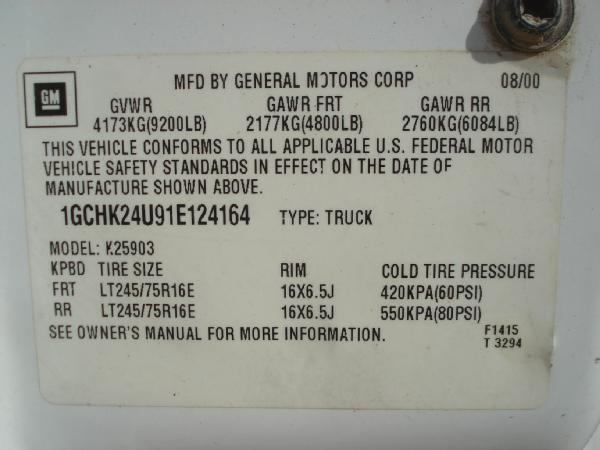 GM
MFD BY GENERAL MOTORS CORP 08/00
GVWR GAWR FRT GAWR RR
4173KG(9200LB) 2177KG(4800LB) 2760KG(6084LB)
THIS VEHICLE CONFORMS TO ALL APPLICABLE U.S. FEDERAL MOTOR
VEHICLE SAFETY STANDARDS IN EFFECT ON THE DATE OF
MANUFACTURE SHOWN ABOVE.
1GCHK24U91E124164 TYPE: TRUCK
MODEL: K25903
KPBD TIRE SIZE RIM COLD TIRE PRESSURE
FRT LT245/75R16E 16X6.5J 420KPA(60PSI)
RR LT245/75R16E 16X6.5J 550KPA(80PSI)
SEE OWNER'S MANUAL FOR MORE INFORMATION.
F1415
T 3294